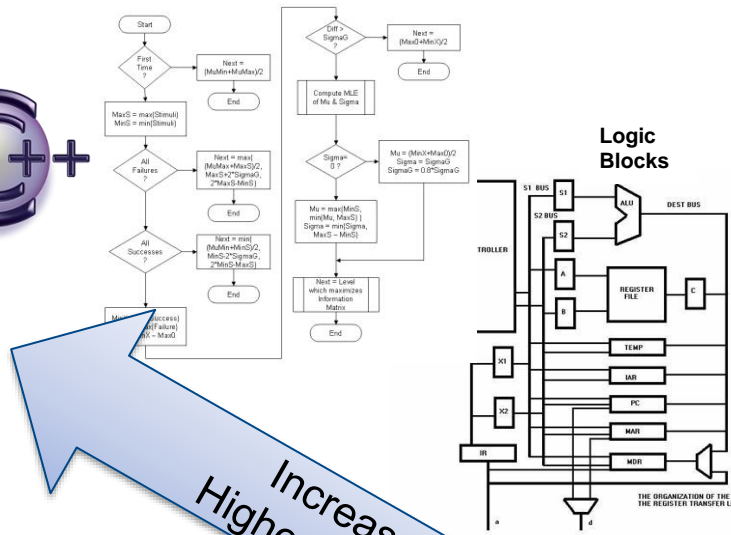 ++
Start
First
Time
?
Next =
(MuMin+MuMax)/2
End
MaxS = max(Stimuli)
MinS = min(Stimuli)
All
Failures
?
Next = max(
(MuMax+MaxS)/2,
MaxS+2*SigmaG,
2*MaxS-MinS)
End
All
Successes
?
Next = min(
(MuMin+MinS)/2,
MinS-2*SigmaG,
2*MinS-MaxS)
End
Diff >
SigmaG
?
Next =
(Max0+MinX)/2
End
Compute MLE
of Mu & Sigma
Sigma=
0 ?
Mu = (MinX+Max0)/2
Sigma = SigmaG
SigmaG = 0.8*SigmaG
Mu = max(MinS,
min(Mu, MaxS) )
Sigma = min(Sigma,
MaxS – MinS)
Next = Level
which maximizes
Information
Matrix
End
Logic
Blocks
S1 BUS
S1
ALU
DEST BUS
S2 BUS
S2
TROLLER
A
REGISTER
FILE
C
B
TEMP
X1
IAR
PC
X2
MAR
IR
MDR
THE ORGANIZATION OF THE
THE REGISTER TRANSFER
a
d